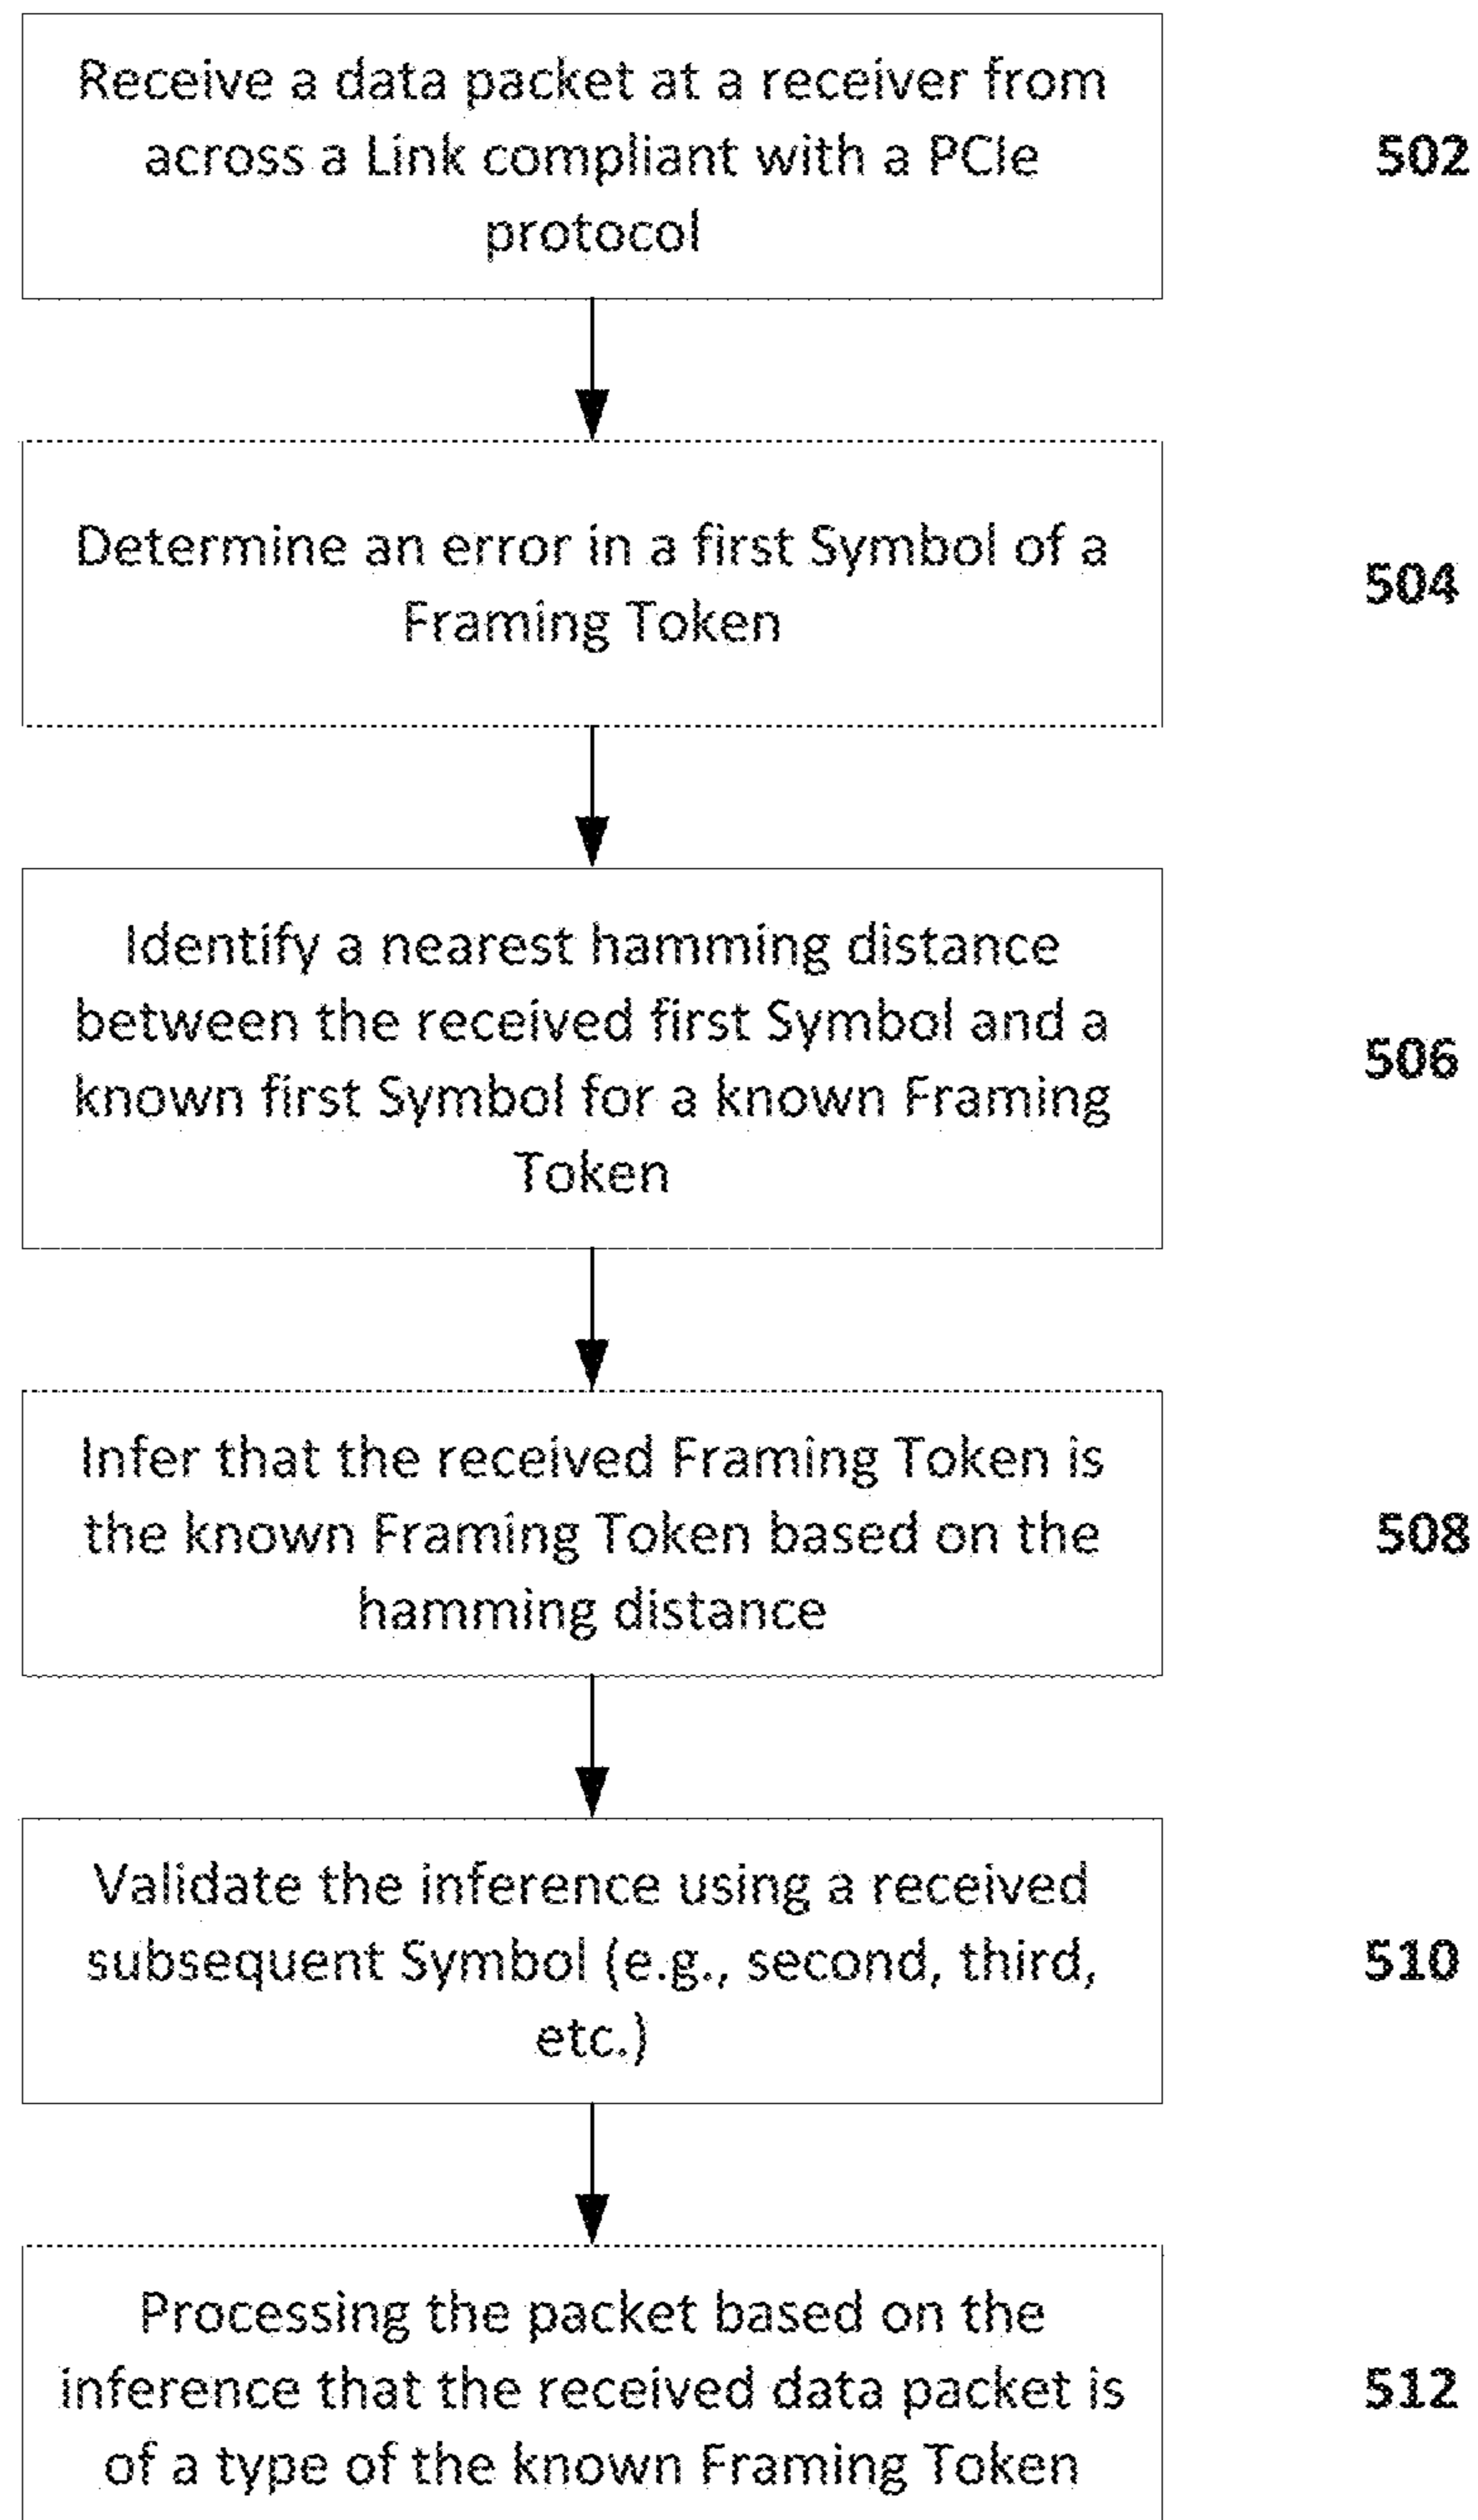 Receive a data packet at a receiver from
across a Link compliant with a PCIe
protocol
502
Determine an error in a first Symbol of a
Framing Token
504
Identify a nearest hamming distance
between the received first Symbol and a
known first Symbol for a known Framing
Token
506
Infer that the received Framing Token is
the known Framing Token based on the
hamming distance
508
Validate the inference using a received
subsequent Symbol (e.g., second, third,
etc.)
510
Processing the packet based on the
inference that the received data packet is
of a type of the known Framing Token
512